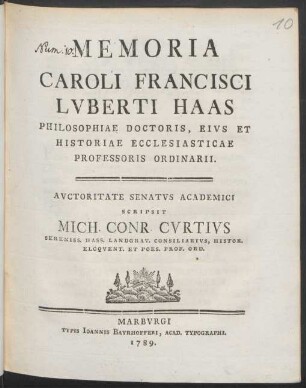 10
Num: 10.
MEMORIA
CAROLI FRANCISCI
LVBERTI HAAS
PHILOSOPHIAE DOCTORIS, EIVS ET
HISTORIAE ECCLESIASTICAE
PROFESSORIS ORDINARII.
AVCTORITATE SENATVS ACADEMICI
SCRIPSIT
MICH. CONR. CVRTIVS
SERENISS. HASS. LANDGRAV. CONSILIARIVS, HISTOR.
ELOQVENT. ET POES. PROF. ORD.
MARBVRGI
TYPIS IOANNIS BAYRHOFFERI, ACAD. TYPOGRAPHI.
1789.